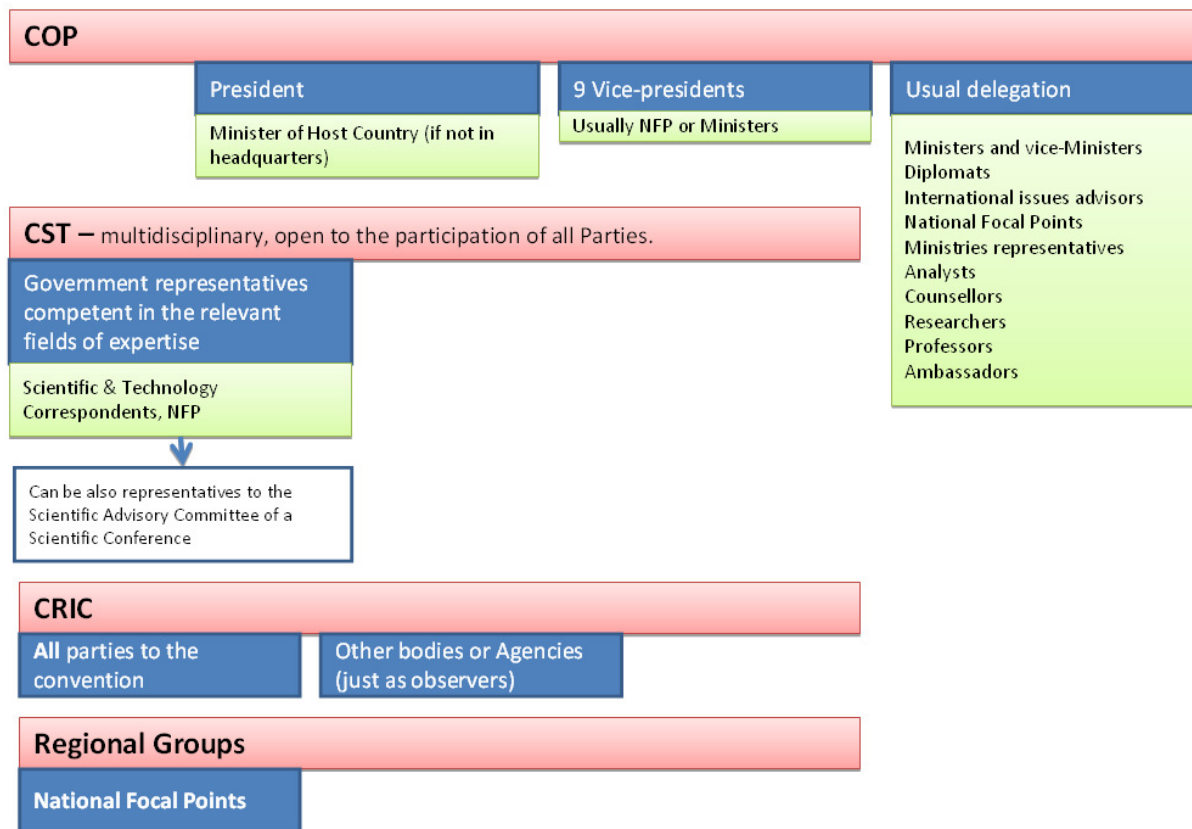 COP
President
Minister of Host Country (if not in
headquarters)
9 Vice-presidents
Usually NFP or Ministers
Usual delegation
Ministers and vice-Ministers
Diplomats
International issues advisors
National Focal Points
Ministries representatives
Analysts
Counsellors
Researchers
Professors
Ambassadors
CST – multidisciplinary, open to the participation of all Parties.
Government representatives
competent in the relevant
fields of expertise
Scientific & Technology
Correspondents, NFP
Can be also representatives to the
Scientific Advisory Committee of a
Scientific Conference
CRIC
All parties to the
convention
Other bodies or Agencies
(just as observers)
Regional Groups
National Focal Points